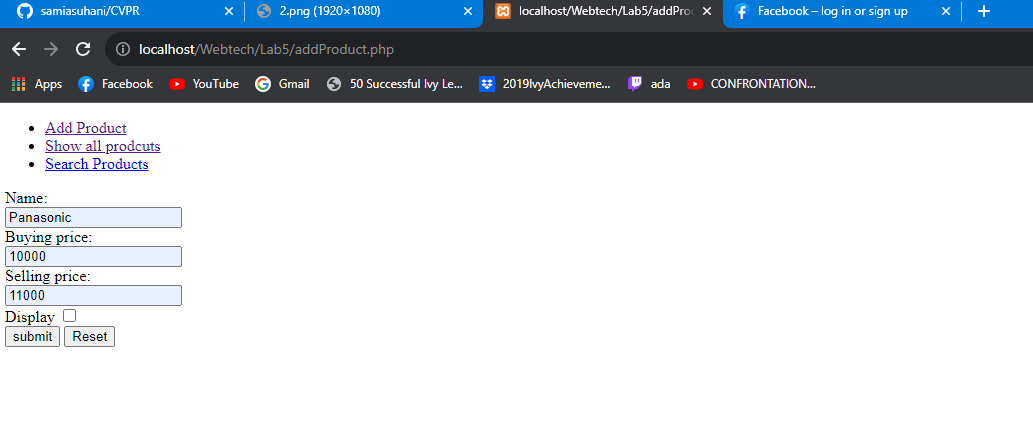 samiasuhani/CVPR
2.png (1920×1080)
localhost/Webtech/Lab5/addProd
Facebook – log in or sign up
localhost/Webtech/Lab5/addProduct.php
Apps
Facebook
YouTube
Gmail
50 Successful Ivy Le...
2019IvyAchieveme...
ada
CONFRONTATION...
Add Product
Show all prodcuts
Search Products
Name:
Panasonic
Buying price:
10000
Selling price:
11000
Display
submit Reset